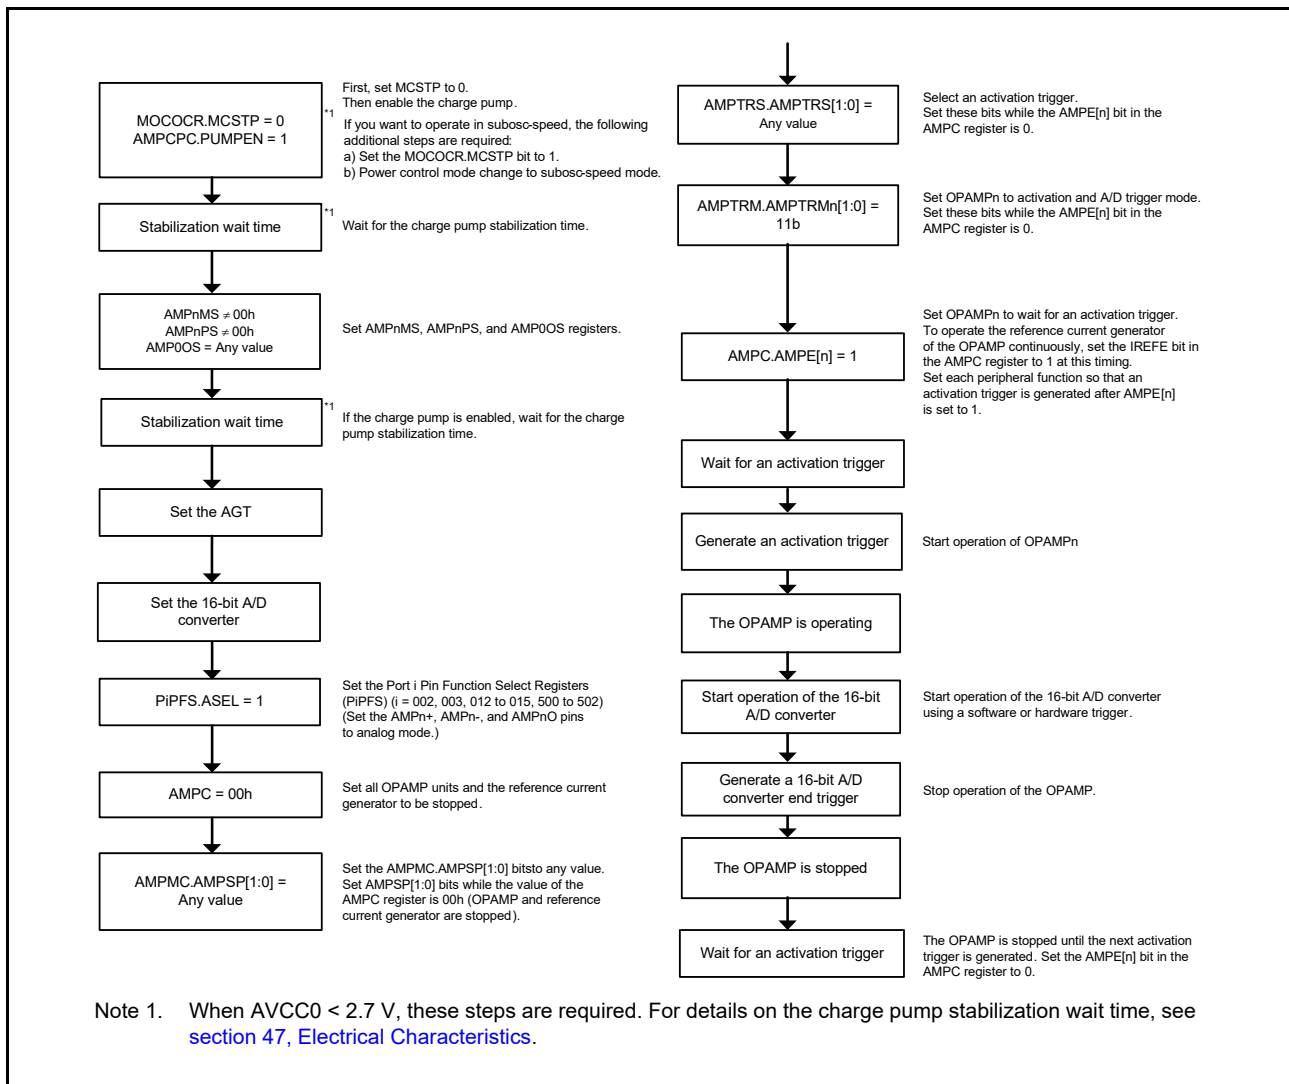 MOCOCR.MCSTP = 0
AMPCPC.PUMPEN = 1
*1
First, set MCSTP to 0.
Then enable the charge pump.
If you want to operate in subosc-speed, the following
additional steps are required:
a) Set the MOCOCR.MCSTP bit to 1.
b) Power control mode change to subosc-speed mode.
Stabilization wait time
*1
Wait for the charge pump stabilization time.
AMPnMS ≠ 00h
AMPnPS ≠ 00h
AMP0OS = Any value
Set AMPnMS, AMPnPS, and AMP0OS registers.
Stabilization wait time
*1
If the charge pump is enabled, wait for the charge
pump stabilization time.
Set the AGT
Set the 16-bit A/D
converter
PiPFS.ASEL = 1
Set the Port i Pin Function Select Registers
(PiPFS) (i = 002, 003, 012 to 015, 500 to 502)
(Set the AMPn+, AMPn-, and AMPnO pins
to analog mode.)
AMPC = 00h
Set all OPAMP units and the reference current
generator to be stopped.
AMPMC.AMPSP[1:0] =
Any value
Set the AMPMC.AMPSP[1:0] bitsto any value.
Set AMPSP[1:0] bits while the value of the
AMPC register is 00h (OPAMP and reference
current generator are stopped).
AMPTRS.AMPTRS[1:0] =
Any value
Select an activation trigger.
Set these bits while the AMPE[n] bit in the
AMPC register is 0.
AMPTRM.AMPTRMn[1:0] =
11b
Set OPAMPn to activation and A/D trigger mode.
Set these bits while the AMPE[n] bit in the
AMPC register is 0.
AMPC.AMPE[n] = 1
Set OPAMPn to wait for an activation trigger.
To operate the reference current generator
of the OPAMP continuously, set the IREFE bit in
the AMPC register to 1 at this timing.
Set each peripheral function so that an
activation trigger is generated after AMPE[n]
is set to 1.
Wait for an activation trigger
Generate an activation trigger
Start operation of OPAMPn
The OPAMP is operating
Start operation of the 16-bit
A/D converter
Start operation of the 16-bit A/D converter
using a software or hardware trigger.
Generate a 16-bit A/D
converter end trigger
Stop operation of the OPAMP.
The OPAMP is stopped
Wait for an activation trigger
The OPAMP is stopped until the next activation
trigger is generated. Set the AMPE[n] bit in the
AMPC register to 0.
Note 1. When AVCC0 < 2.7 V, these steps are required. For details on the charge pump stabilization wait time, see
section 47, Electrical Characteristics.